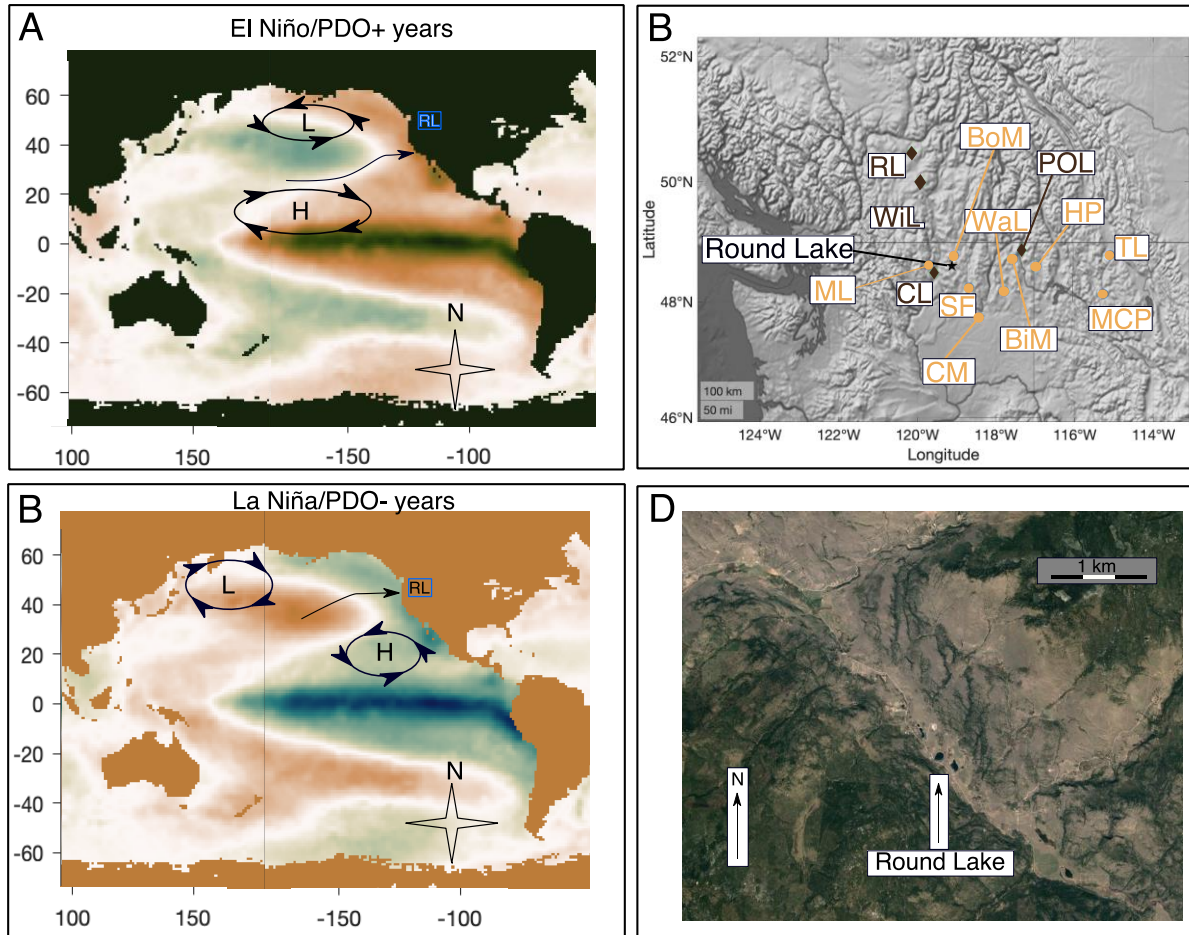 A
El Niño/PDO+ years
60
40
20
0
-20
-40
-60
100
150
-150
-100
L
H
RL
N
B
52°N
50°N
48°N
46°N
Latitude
124°W
122°W
120°W
118°W
116°W
114°W
Longitude
BoM
RL
POL
WiL
WaL
HP
Round Lake
TL
ML
CL
SF
MCP
BiM
CM
100 km
50 mi
B
La Niña/PDO- years
60
40
20
0
-20
-40
-60
100
150
-150
-100
L
RL
H
N
D
1 km
N
Round Lake